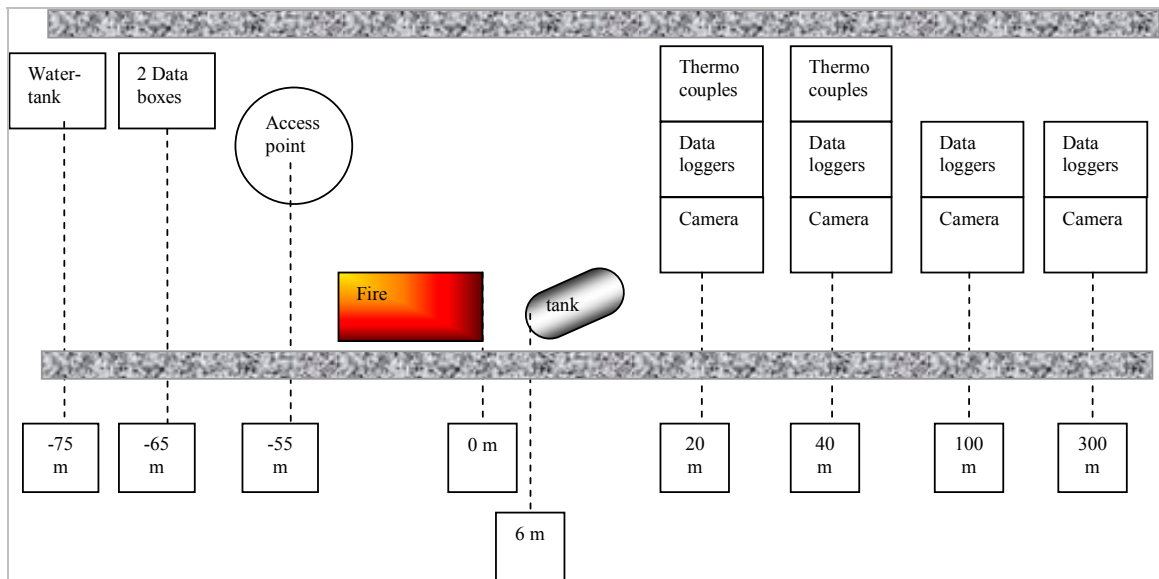 Water-
tank
2 Data
boxes
Access
point
Thermo
couples
Thermo
couples
Data
loggers
Data
loggers
Data
loggers
Data
loggers
Camera
Camera
Camera
Camera
Fire
tank
-75
m
-65
m
-55
m
0 m
20
m
40
m
100
m
300
m
6 m